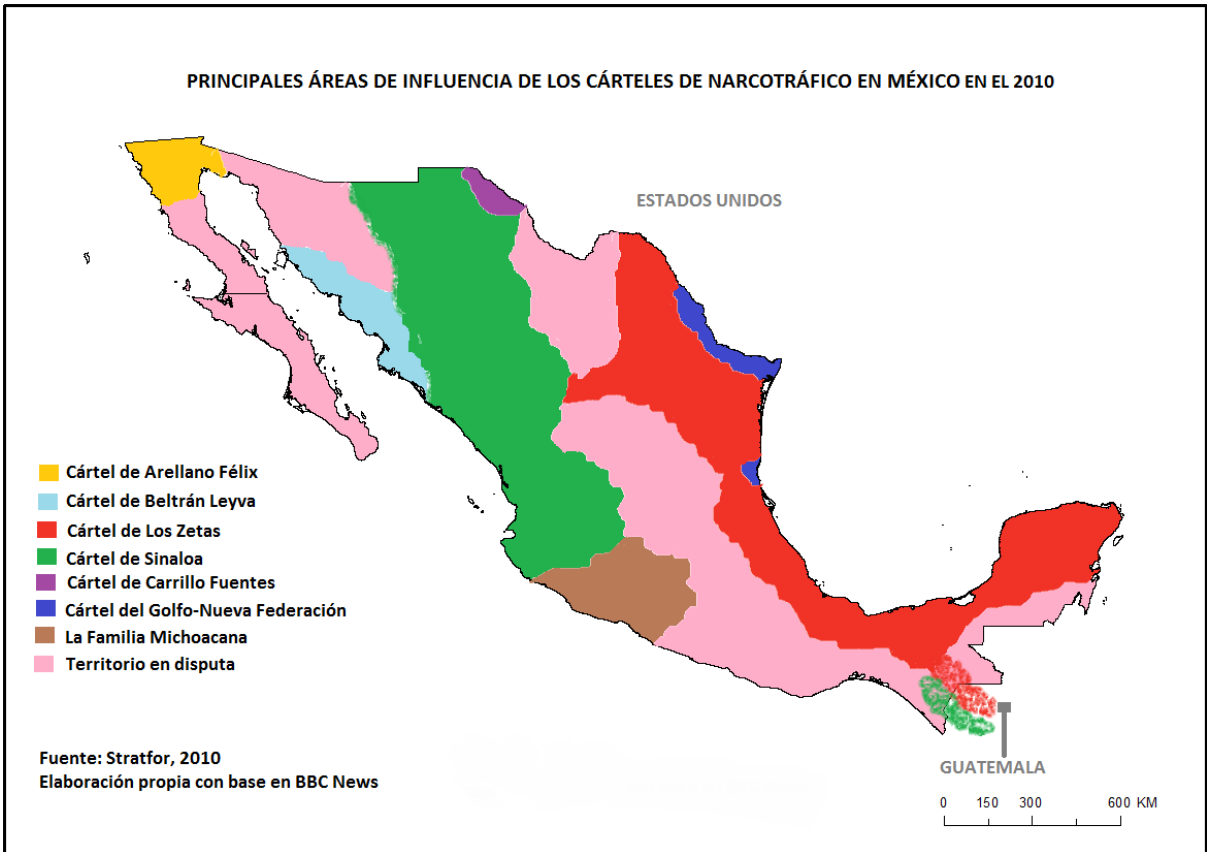 PRINCIPALES ÁREAS DE INFLUENCIA DE LOS CÁRTELES DE NARCOTRÁFICO EN MÉXICO EN EL 2010
ESTADOS UNIDOS
Cártel de Arellano Félix
Cártel de Beltrán Leyva
Cártel de Los Zetas
Cártel de Sinaloa
Cártel de Carrillo Fuentes
Cártel del Golfo-Nueva Federación
La Familia Michoacana
Territorio en disputa
Fuente: Stratfor, 2010
Elaboración propia con base en BBC News
GUATEMALA
0 150 300 600 KM